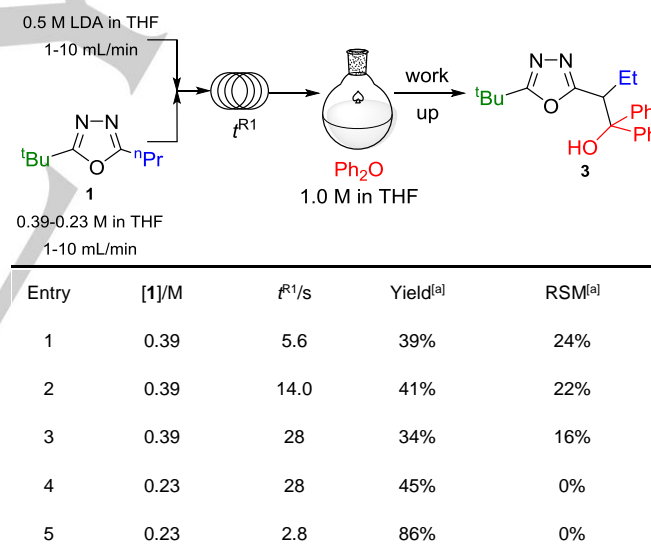 0.5 M LDA in THF
1-10 mL/min
N N
O
tBu
nPr
1
0.39-0.23 M in THF
1-10 mL/min
tR1
Ph2O
1.0 M in THF
work
up
N N
O
tBu
Et
Ph
Ph
HO
3
Entry [1]/M tR1/s Yield[a] RSM[a]
1 0.39 5.6 39% 24%
2 0.39 14.0 41% 22%
3 0.39 28 34% 16%
4 0.23 28 45% 0%
5 0.23 2.8 86% 0%